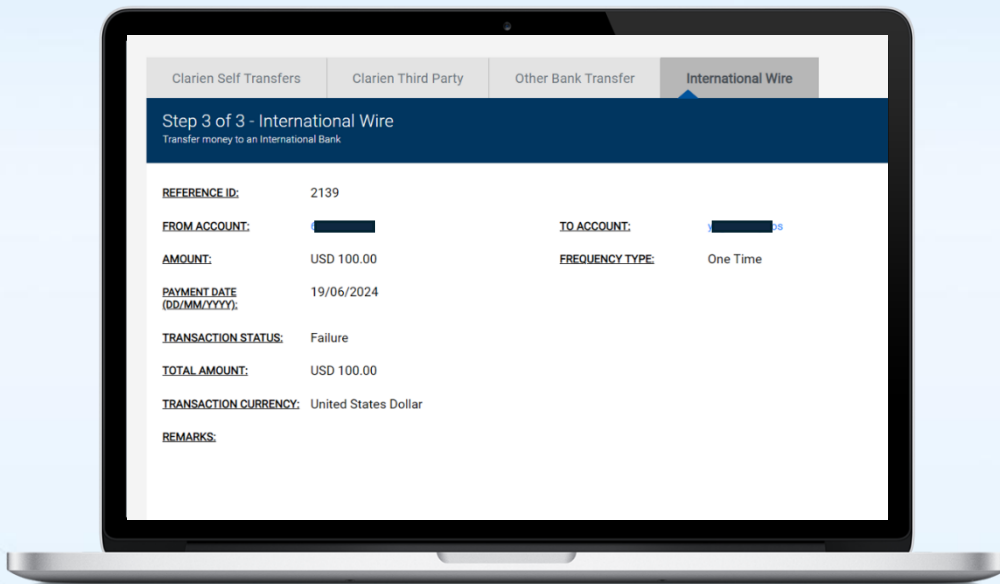 Clarien Self Transfers
Clarien Third Party
Other Bank Transfer
International Wire
Step 3 of 3 - International Wire
Transfer money to an International Bank
REFERENCE ID: 2139
FROM ACCOUNT: TO ACCOUNT:
AMOUNT: USD 100.00 FREQUENCY TYPE: One Time
PAYMENT DATE
(DD/MM/YYYY): 19/06/2024
TRANSACTION STATUS: Failure
TOTAL AMOUNT: USD 100.00
TRANSACTION CURRENCY: United States Dollar
REMARKS: